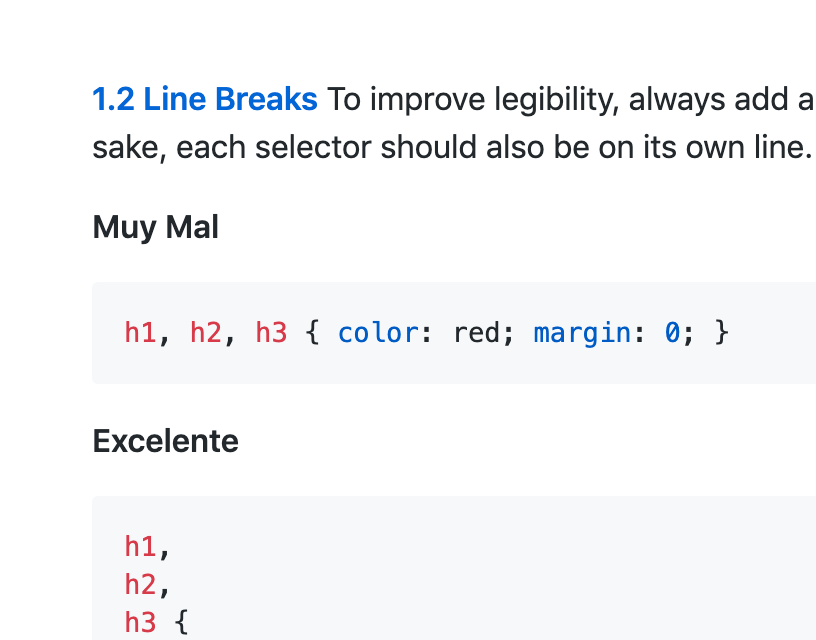 1.2 Line Breaks To improve legibility, always add a
sake, each selector should also be on its own line.
Muy Mal
h1, h2, h3 { color: red; margin: 0; }
Excelente
h1,
h2,
h3 {